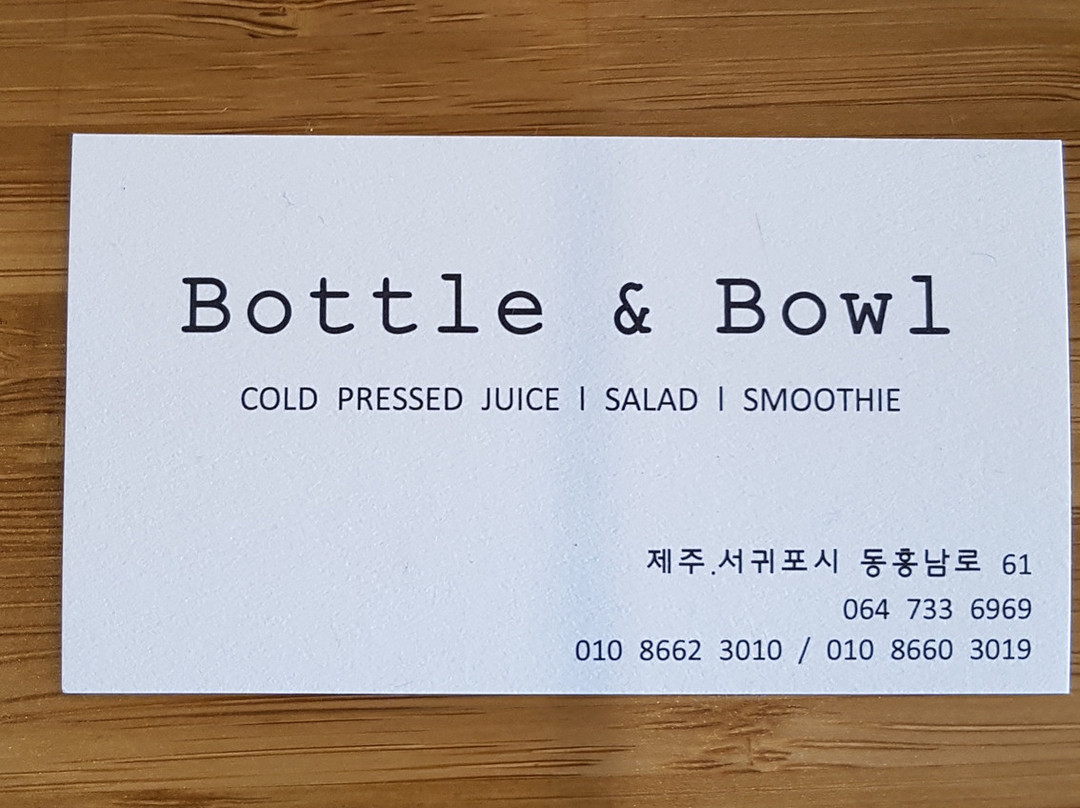 Bottle & Bowl
COLD PRESSED JUICE l SALAD l SMOOTHIE
제주.서귀포시 동홍남로 61
064 733 6969
010 8662 3010 / 010 8660 3019